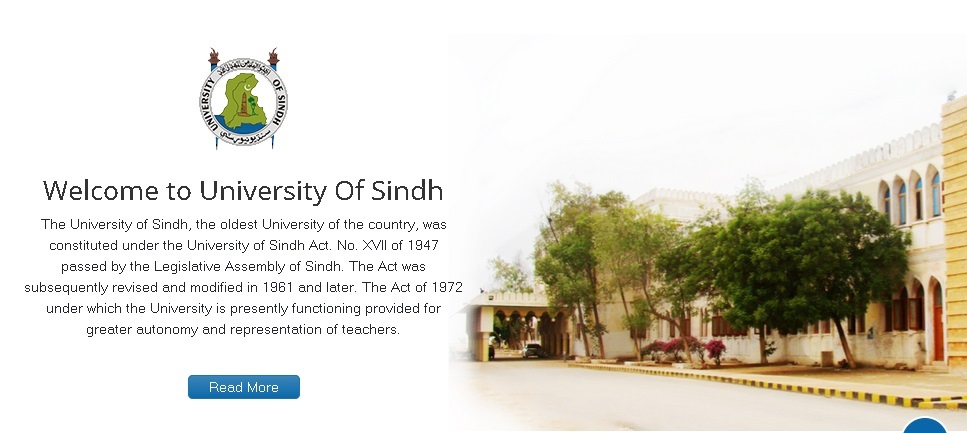 UNIVERSITY OF SINDH
Welcome to University Of Sindh
The University of Sindh, the oldest University of the country, was
constituted under the University of Sindh Act. No. XVII of 1947
passed by the Legislative Assembly of Sindh. The Act was
subsequently revised and modified in 1961 and later. The Act of 1972
under which the University is presently functioning provided for
greater autonomy and representation of teachers.
Read More